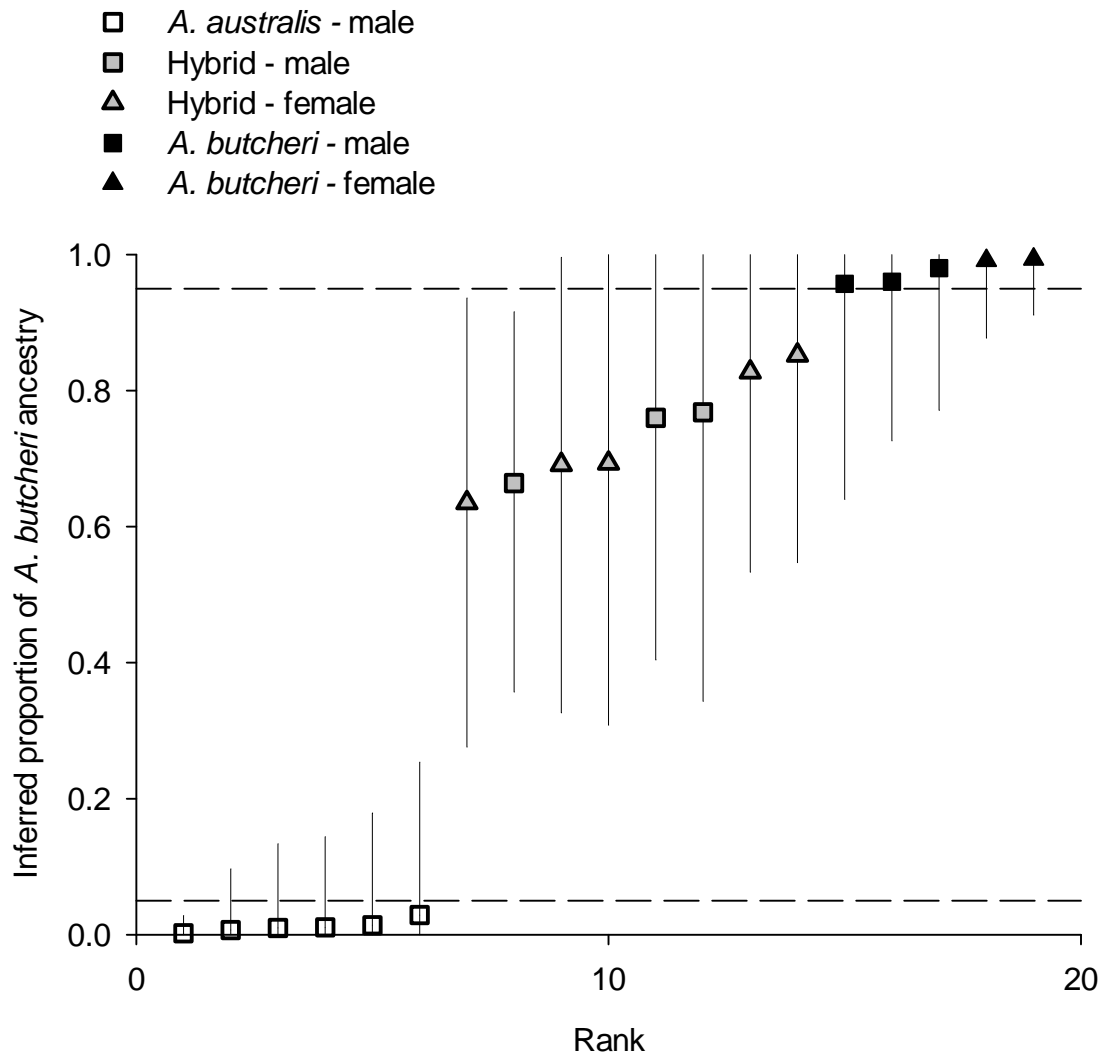 A. australis - male
Hybrid - male
Hybrid - female
A. butcheri - male
A. butcheri - female
1.0
0.8
0.6
0.4
0.2
0.0
Inferred proportion of A. butcheri ancestry
0
10
20
Rank